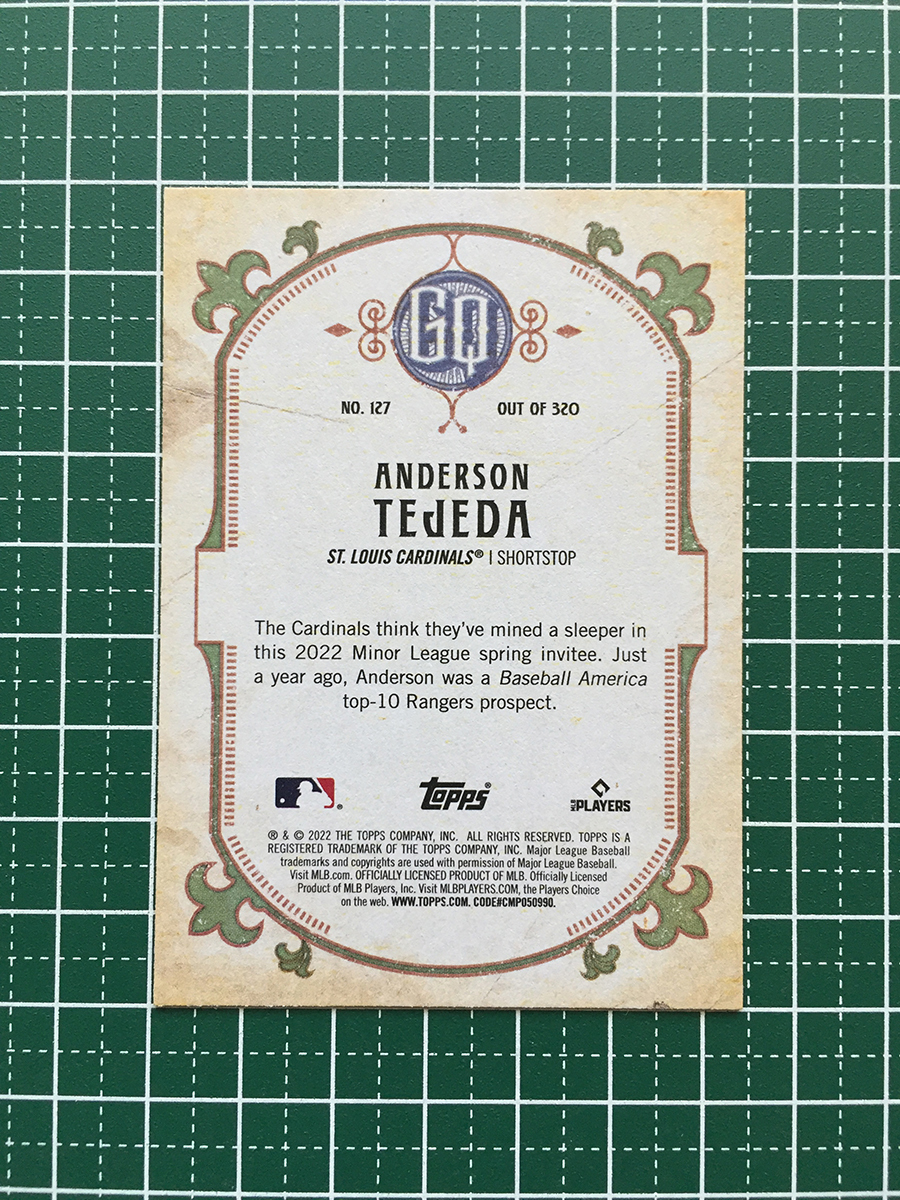 GQ
NO. 127 OUT OF 320
ANDERSON
TEJEDA
ST. LOUIS CARDINALS® | SHORTSTOP
The Cardinals think they've mined a sleeper in
this 2022 Minor League spring invitee. Just
a year ago, Anderson was a Baseball America
top-10 Rangers prospect.
® topps® MLB PLAYERS
® & © 2022 THE TOPPS COMPANY, INC. ALL RIGHTS RESERVED. TOPPS IS A
REGISTERED TRADEMARK OF THE TOPPS COMPANY, INC. Major League Baseball
trademarks and copyrights are used with permission of Major League Baseball.
Visit MLB.com. OFFICIALLY LICENSED PRODUCT OF MLB. Officially Licensed
Product of MLB Players, Inc. Visit MLBPLAYERS.COM, the Players Choice
on the web. WWW.TOPPS.COM. CODE#CMP050990.